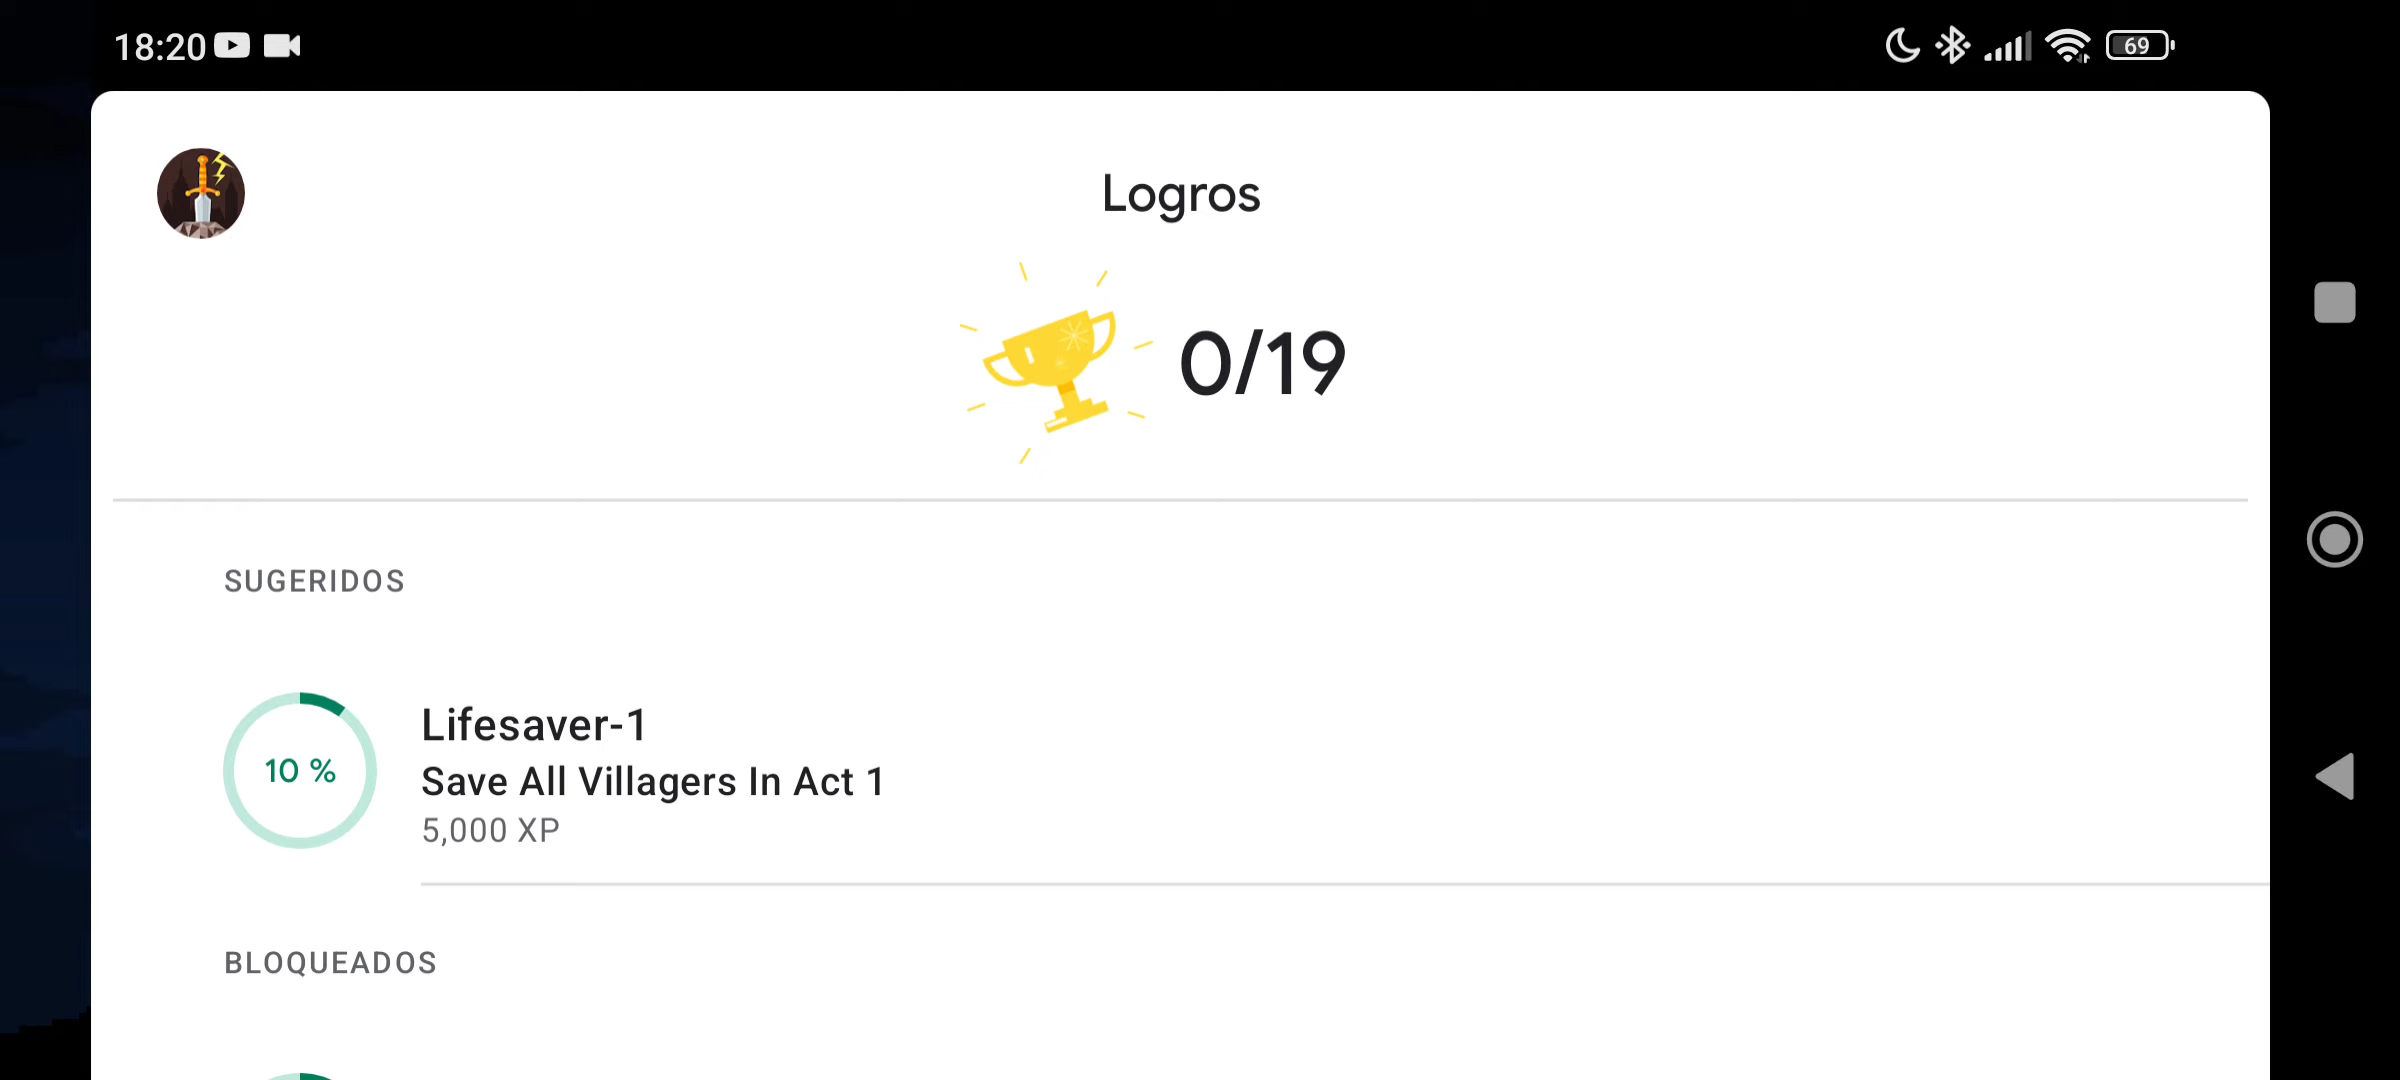 18:20
69
Logros
0/19
SUGERIDOS
10 %
Lifesaver-1
Save All Villagers In Act 1
5,000 XP
BLOQUEADOS